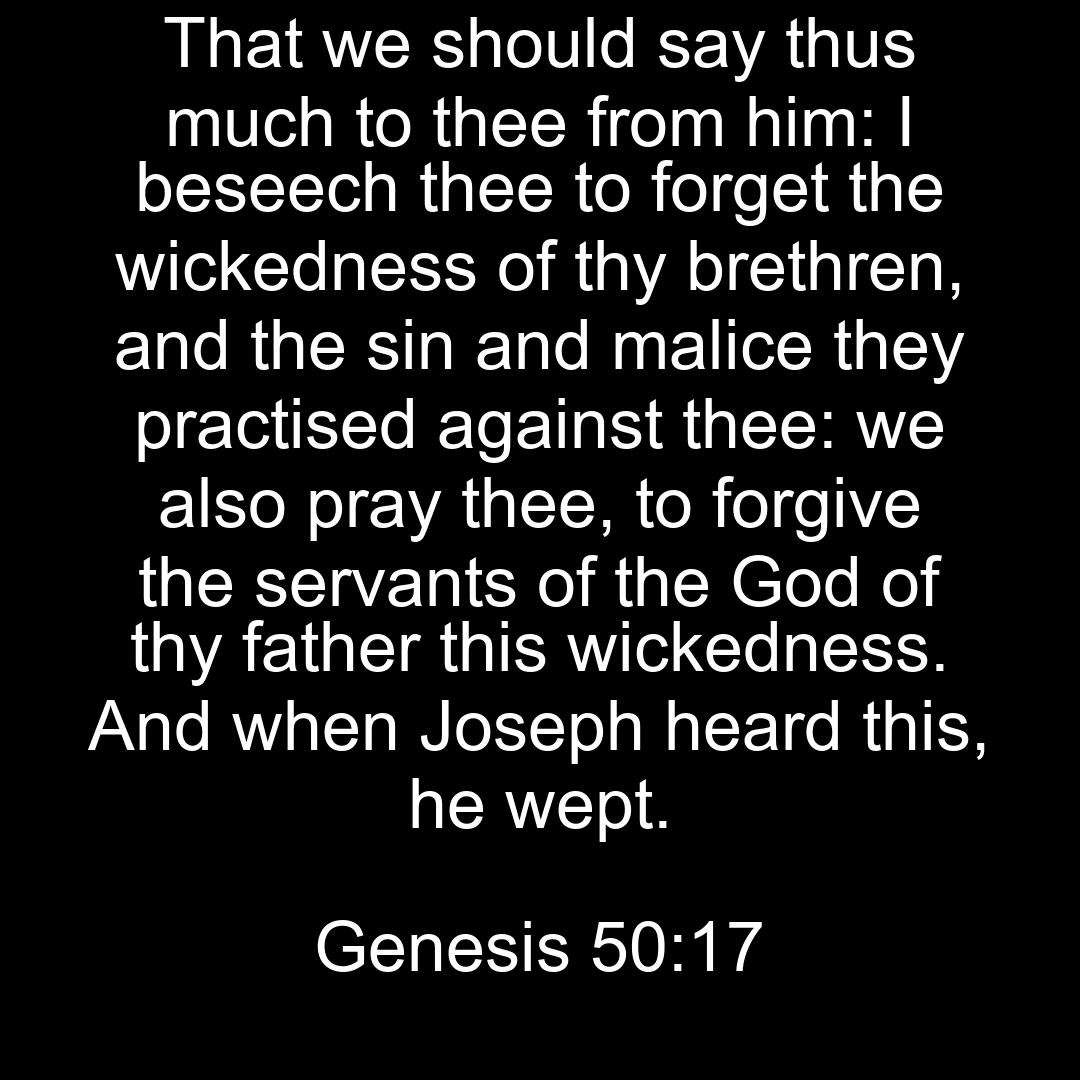 That we should say thus
much to thee from him: I
beseech thee to forget the
wickedness of thy brethren,
and the sin and malice they
practised against thee: we
also pray thee, to forgive
the servants of the God of
thy father this wickedness.
And when Joseph heard this,
he wept.
Genesis 50:17